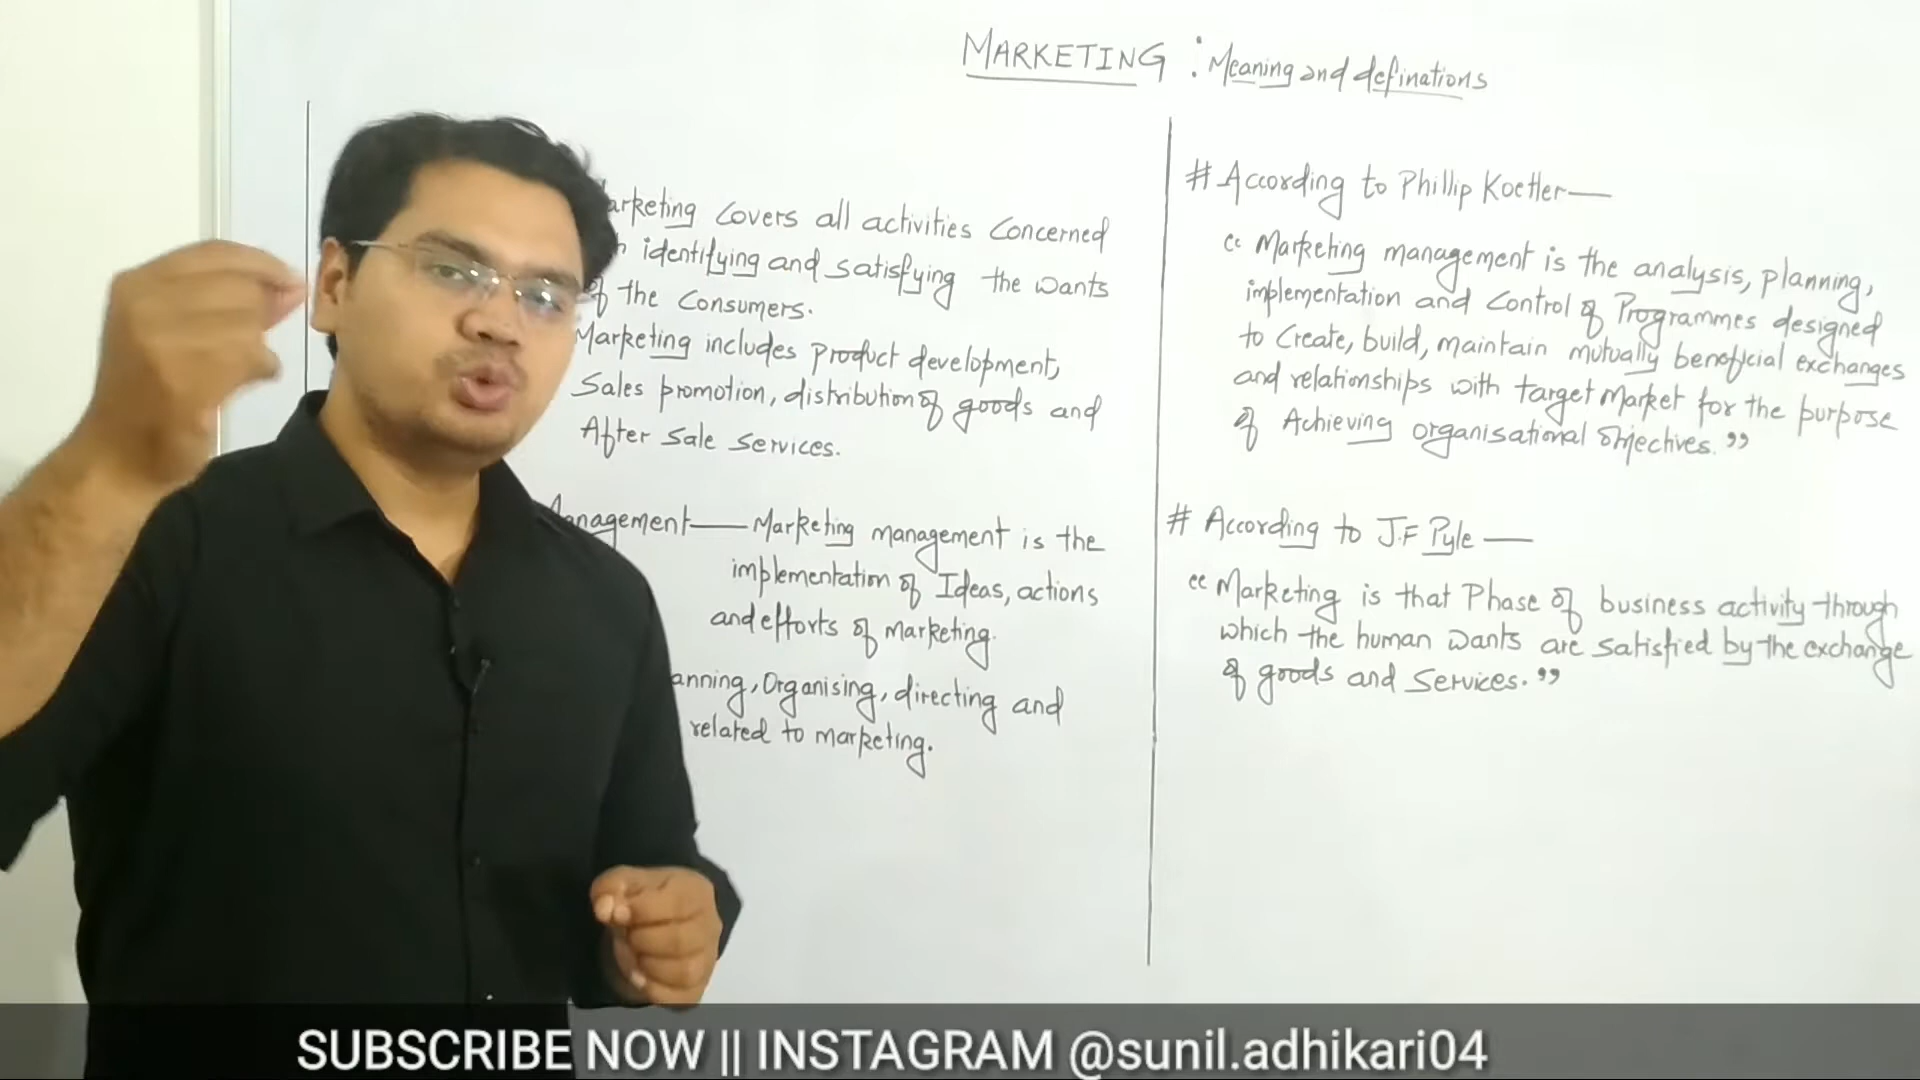 MARKETING : Meaning and definations
arketing Covers all activities Concerned
identifying and satisfying the wants
of the Consumers.
Marketing includes Product development,
Sales promotion, distribution of goods and
After Sale Services.
Management — Marketing management is the
implementation of Ideas, actions
and efforts of marketing.
anning, Organising, directing and
related to marketing.
# According to Phillip Koetler —
“ Marketing management is the analysis, planning,
implementation and Control of Programmes designed
to Create, build, maintain mutually beneficial exchanges
and relationships with target Market for the purpose
of Achieving organisational Objectives.”
# According to J.F Pyle —
“ Marketing is that Phase of business activity through
which the human wants are satisfied by the exchange
of goods and Services.”
SUBSCRIBE NOW || INSTAGRAM @sunil.adhikari04